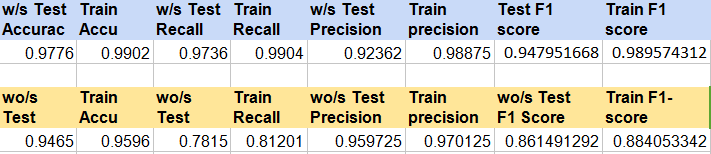 w/s Test Accurac Train Accu w/s Test Recall Train Recall w/s Test Precision Train precision Test F1 score Train F1 score
0.9776 0.9902 0.9736 0.9904 0.92362 0.98875 0.947951668 0.989574312
wo/s Test Train Accu wo/s Test Train Recall wo/s Test Precision Train precision wo/s Test F1 Score Train F1-score
0.9465 0.9596 0.7815 0.81201 0.959725 0.970125 0.861491292 0.884053342